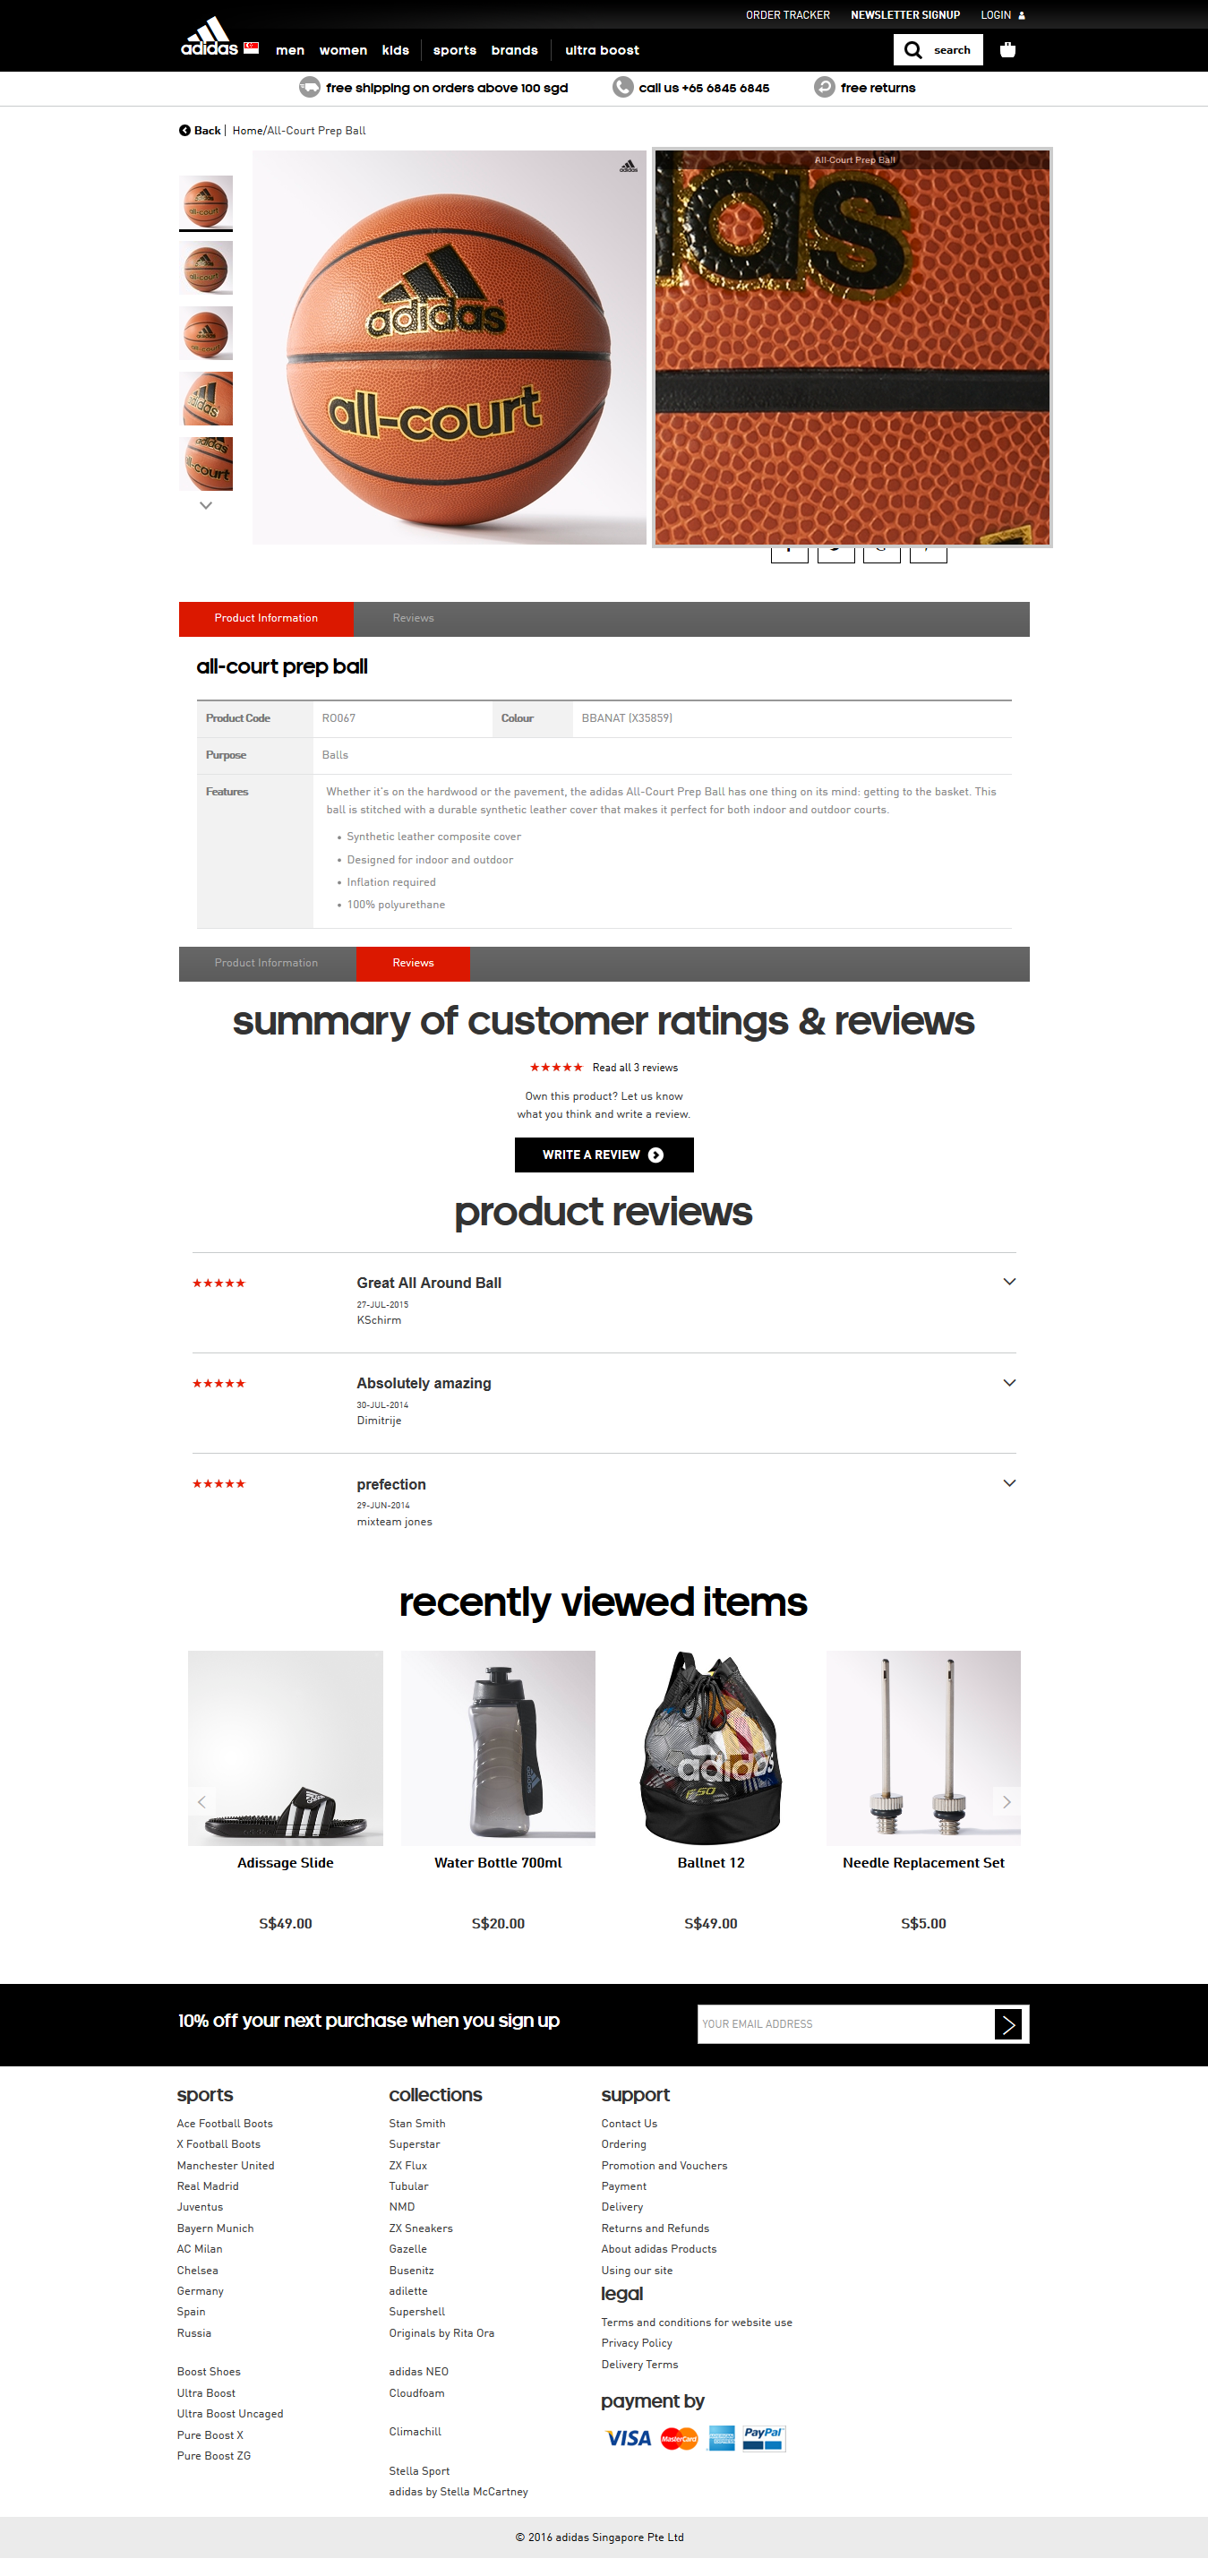 ORDER TRACKER NEWSLETTER SIGNUP LOGIN
adidas men women kids sports brands ultra boost search
free shipping on orders above 100 sgd call us +65 6845 6845 free returns
Back | Home/All-Court Prep Ball
adidas
All-Court Prep Ball
adidas
all-court
Product Information Reviews
all-court prep ball
Product Code RO067 Colour BBANAT (X35859)
Purpose Balls
Features Whether it's on the hardwood or the pavement, the adidas All-Court Prep Ball has one thing on its mind: getting to the basket. This
ball is stitched with a durable synthetic leather cover that makes it perfect for both indoor and outdoor courts.
• Synthetic leather composite cover
• Designed for indoor and outdoor
• Inflation required
• 100% polyurethane
Product Information Reviews
summary of customer ratings & reviews
★★★★★ Read all 3 reviews
Own this product? Let us know
what you think and write a review.
WRITE A REVIEW
product reviews
★★★★★ Great All Around Ball
27-JUL-2015
KSchirm
★★★★★ Absolutely amazing
30-JUL-2014
Dimitrije
★★★★★ prefection
29-JUN-2014
mixteam jones
recently viewed items
adidas
F50
Adissage Slide Water Bottle 700ml Ballnet 12 Needle Replacement Set
S$49.00 S$20.00 S$49.00 S$5.00
10% off your next purchase when you sign up YOUR EMAIL ADDRESS
sports
Ace Football Boots
X Football Boots
Manchester United
Real Madrid
Juventus
Bayern Munich
AC Milan
Chelsea
Germany
Spain
Russia
Boost Shoes
Ultra Boost
Ultra Boost Uncaged
Pure Boost X
Pure Boost ZG
collections
Stan Smith
Superstar
ZX Flux
Tubular
NMD
ZX Sneakers
Gazelle
Busenitz
adilette
Supershell
Originals by Rita Ora
adidas NEO
Cloudfoam
Climachill
Stella Sport
adidas by Stella McCartney
support
Contact Us
Ordering
Promotion and Vouchers
Payment
Delivery
Returns and Refunds
About adidas Products
Using our site
legal
Terms and conditions for website use
Privacy Policy
Delivery Terms
payment by
VISA MasterCard PayPal
© 2016 adidas Singapore Pte Ltd